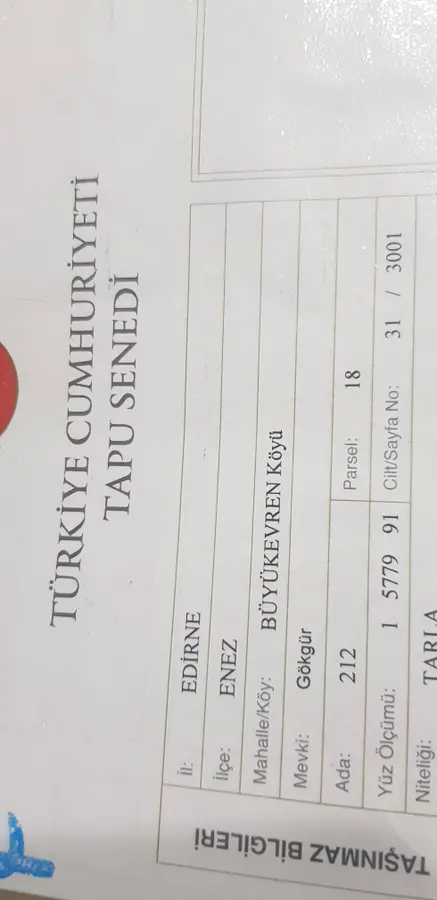 TÜRKİYE CUMHURİYETİ
TAPU SENEDİ
TAŞINMAZ BİLGİLERİ
İl: EDİRNE
İlçe: ENEZ
Mahalle/Köy: BÜYÜKEVREN Köyü
Mevki: Gökgür
Ada: 212 Parsel: 18
Yüz Ölçümü: 1 5779 91 Cilt/Sayfa No: 31 / 3001
Niteliği: TARLA